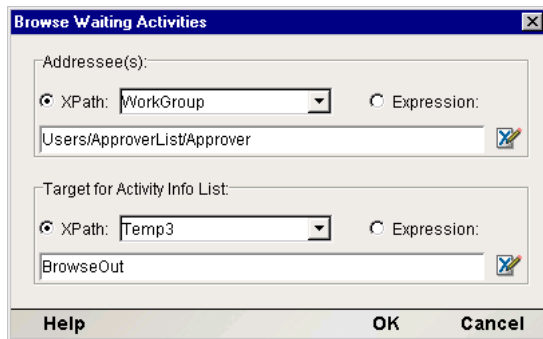 Browse Waiting Activities
Addressee(s):
XPath: WorkGroup Expression:
Users/ApproverList/Approver
Target for Activity Info List:
XPath: Temp3 Expression:
BrowseOut
Help OK Cancel